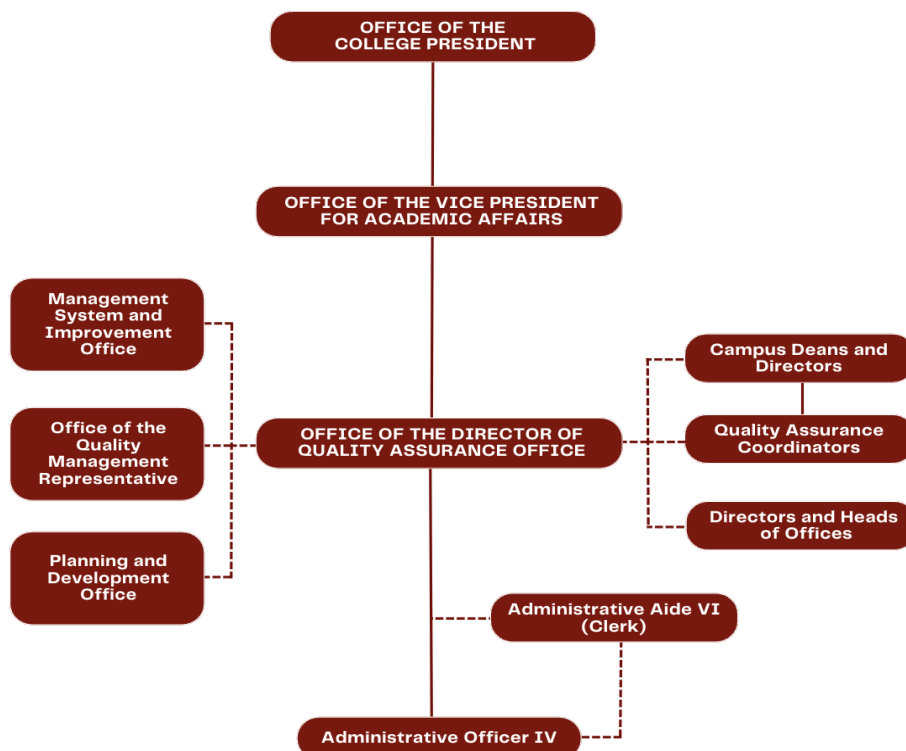 OFFICE OF THE
COLLEGE PRESIDENT
OFFICE OF THE VICE PRESIDENT
FOR ACADEMIC AFFAIRS
Management
System and
Improvement
Office
Campus Deans and
Directors
Office of the
Quality
Management
Representative
OFFICE OF THE DIRECTOR OF
QUALITY ASSURANCE OFFICE
Quality Assurance
Coordinators
Directors and Heads
of Offices
Planning and
Development
Office
Administrative Aide VI
(Clerk)
Administrative Officer IV